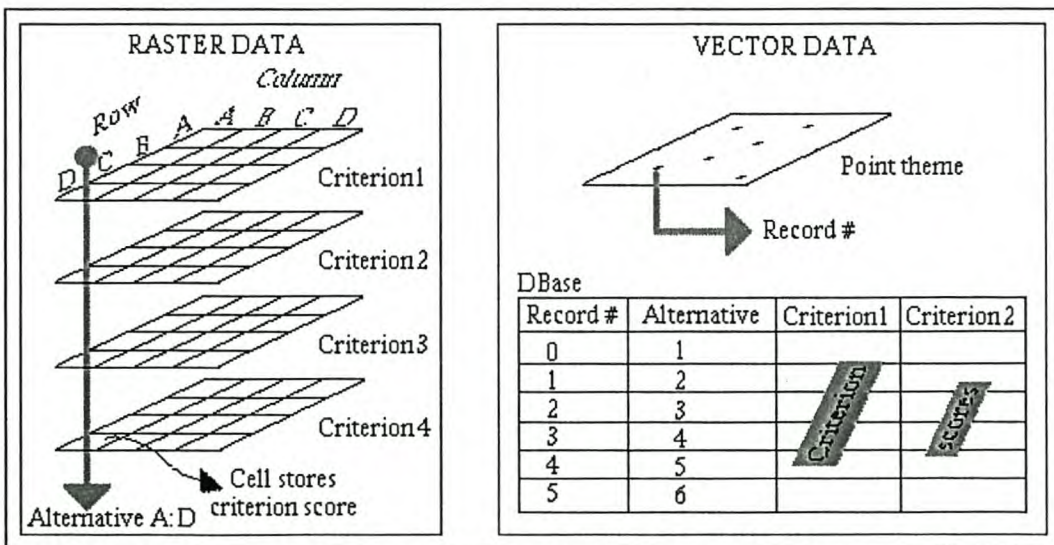 RASTER DATA
Column
Row
A B C D
A
B
C
D
Criterion1
Criterion2
Criterion3
Criterion4
Cell stores
criterion score
Alternative A:D
VECTOR DATA
Point theme
Record #
DBase
Record # Alternative Criterion1 Criterion2
0 1
1 2
2 3
3 4
4 5
5 6
Criterion
scores